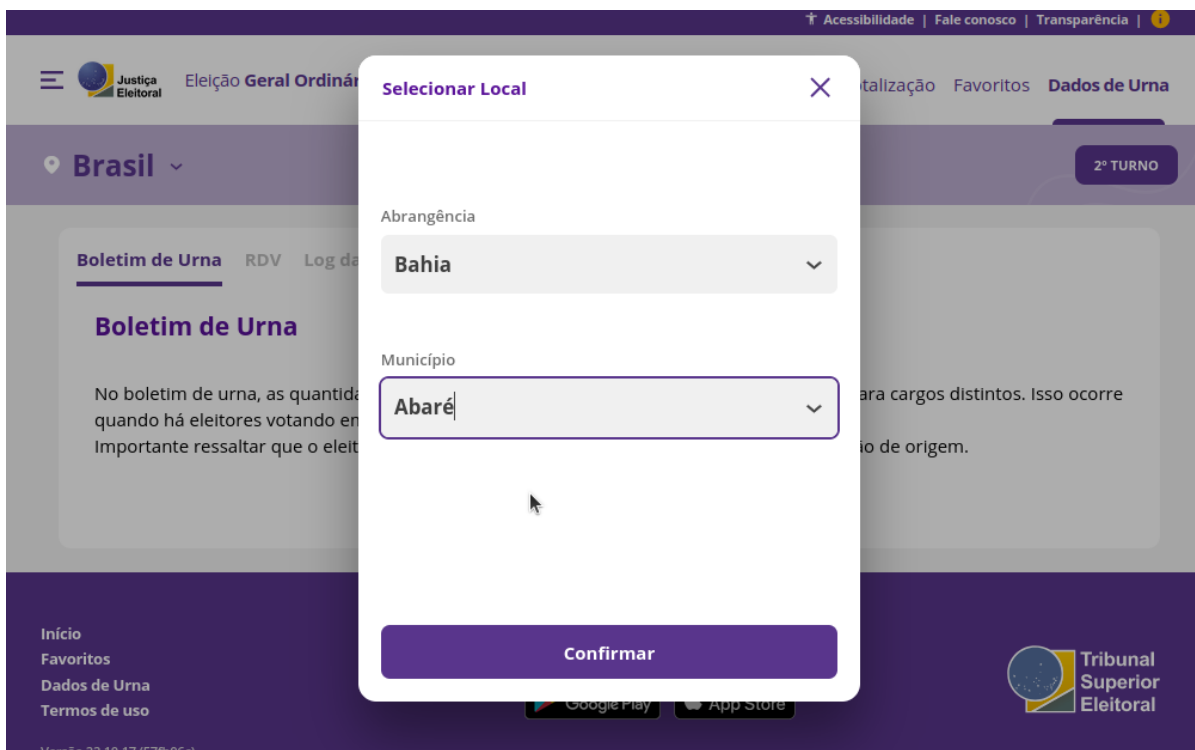 Acessibilidade | Fale conosco | Transparência |
Justiça
Eleitoral
Eleição Geral Ordinár
talização Favoritos Dados de Urna
Selecionar Local
Brasil
2º TURNO
Abrangência
Bahia
Boletim de Urna RDV Log da
Boletim de Urna
Município
Abaré
No boletim de urna, as quantida
ara cargos distintos. Isso ocorre
quando há eleitores votando en
Importante ressaltar que o eleit
io de origem.
Confirmar
Início
Favoritos
Dados de Urna
Termos de uso
Google Play
App Store
Tribunal
Superior
Eleitoral